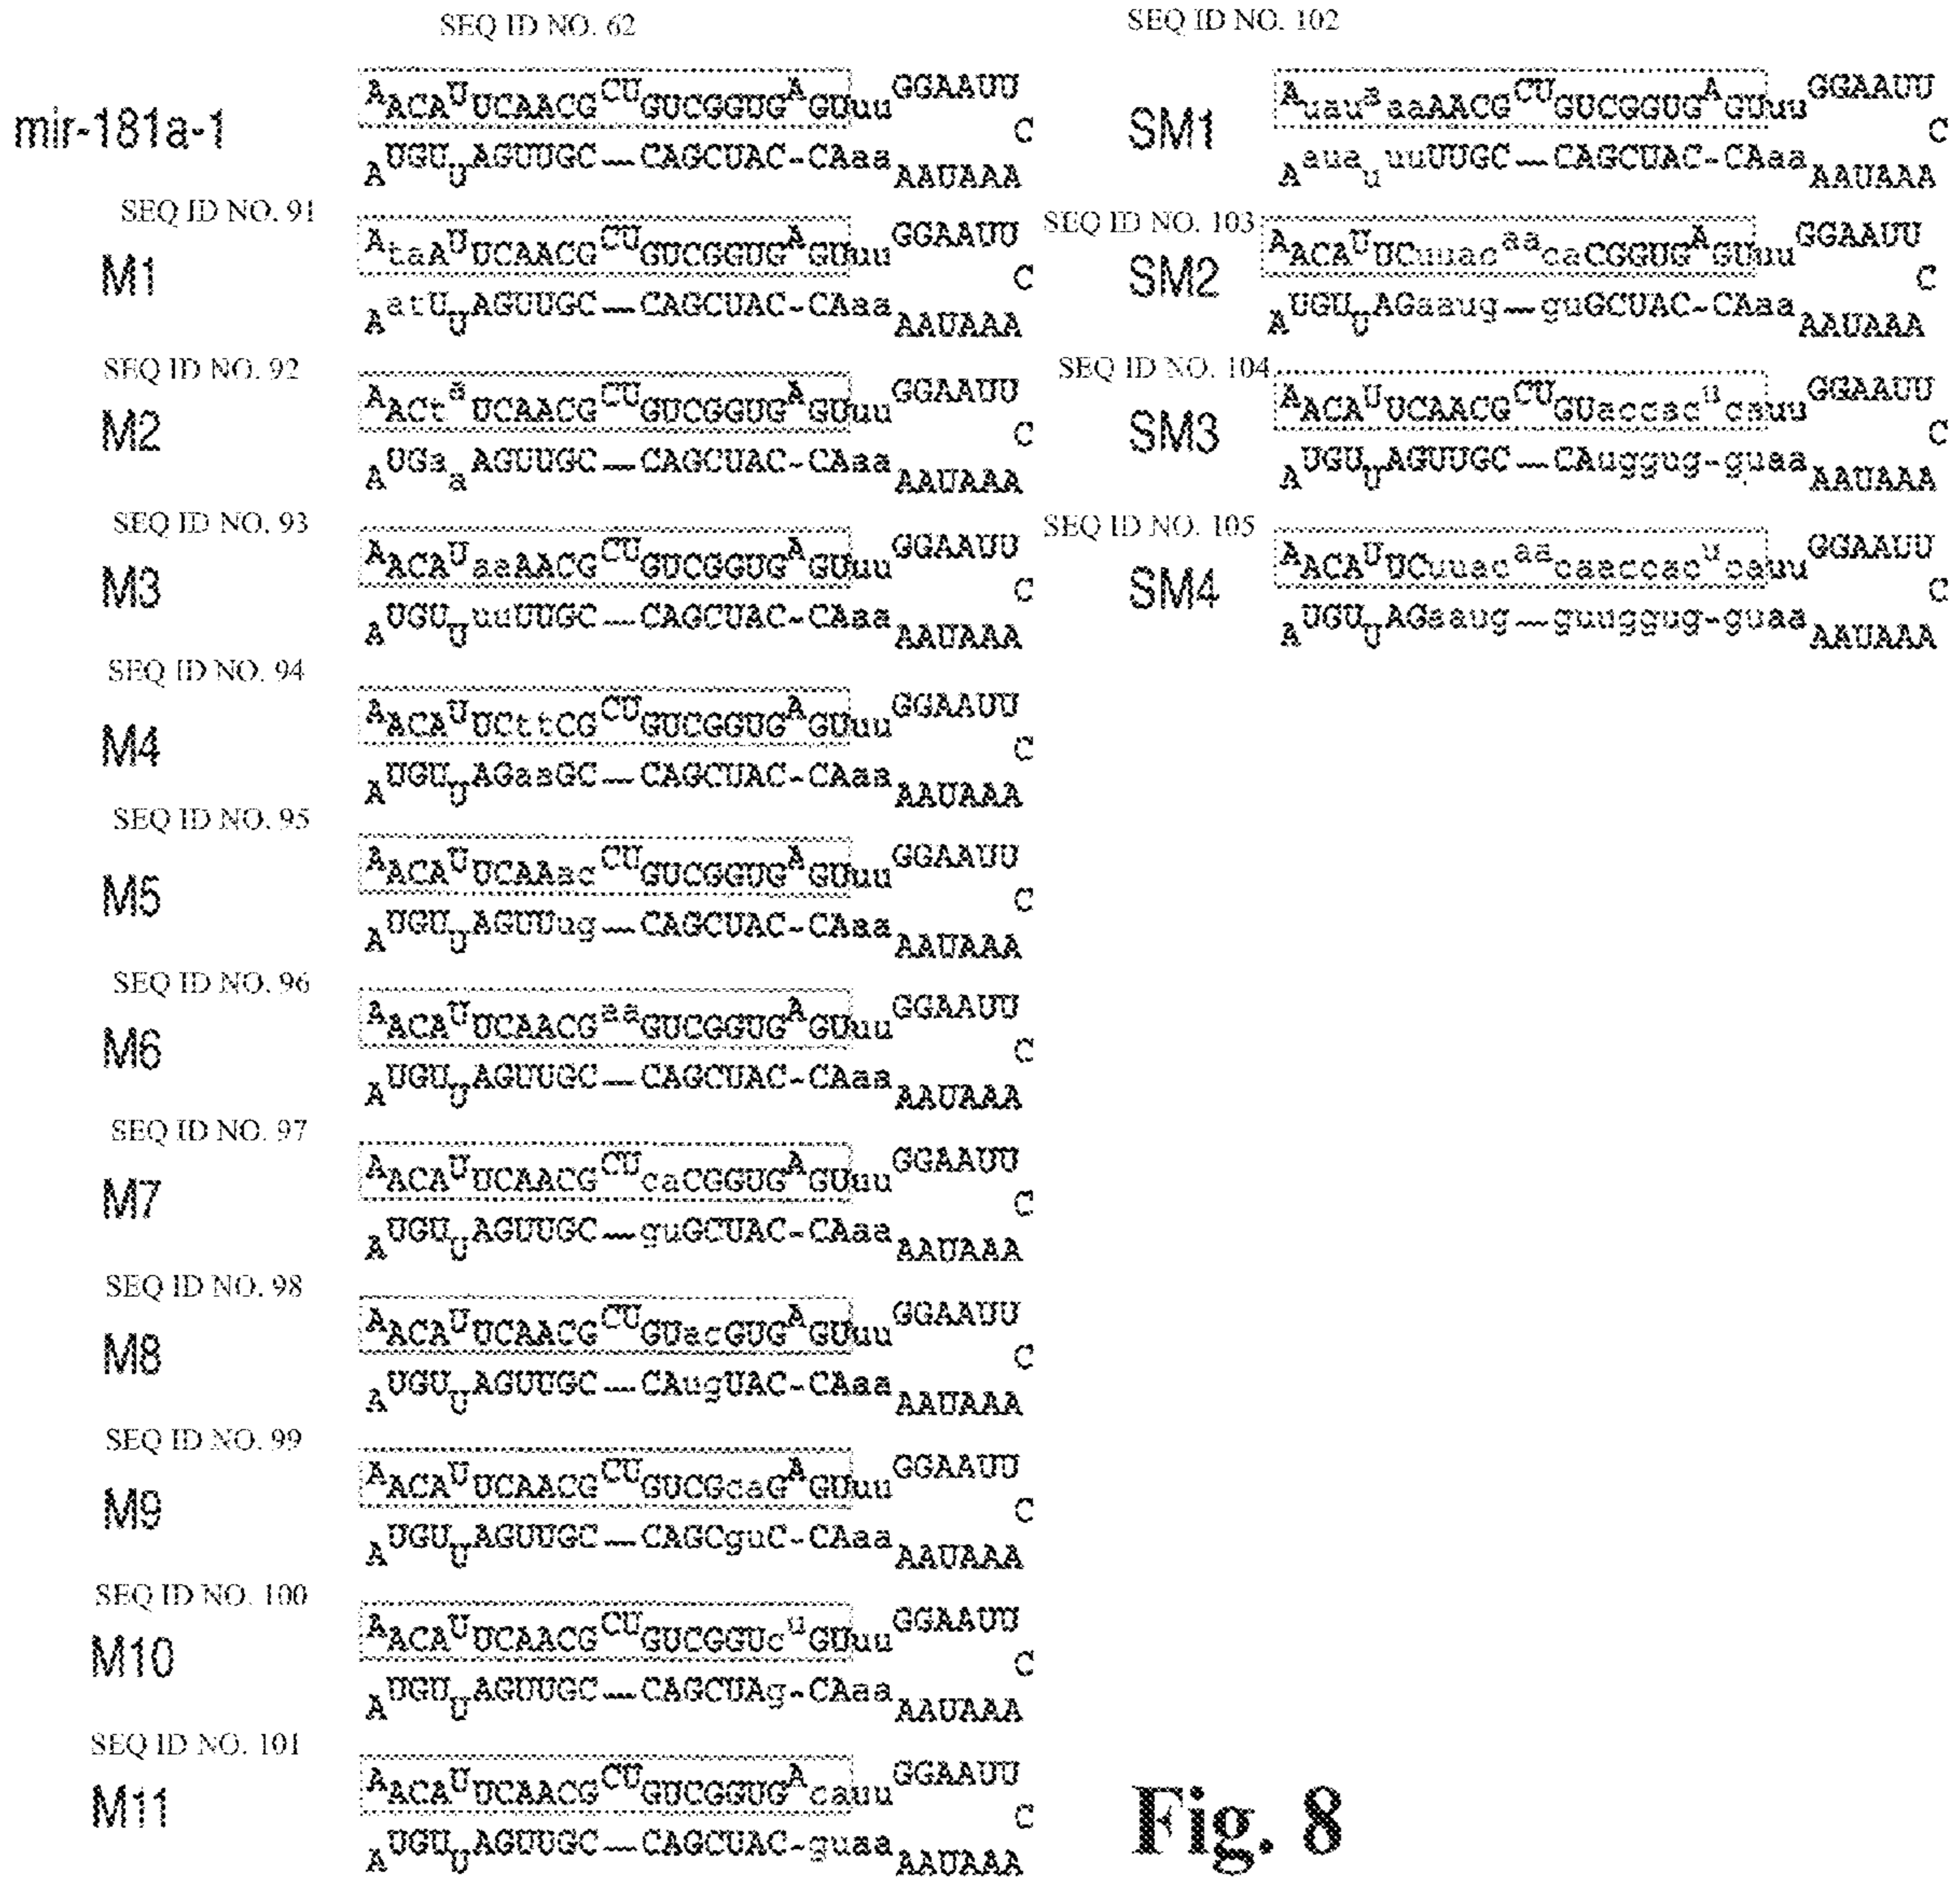 SEQ ID NO. 62
mir-181a-1
AACAUUCAACGCUGUCGGUGAGUuuGGAAUU
C
AUGUUAGUUGC—CAGCUAC-CAaaAAUAAA
SEQ ID NO. 91
M1
AtaAUUCAACGCUGUCGGUGAGUuuGGAAUU
C
AatUUAGUUGC—CAGCUAC-CAaaAAUAAA
SEQ ID NO. 92
M2
AACtaUCAACGCUGUCGGUGAGUuuGGAAUU
C
AUGaaAGUUGC—CAGCUAC-CAaaAAUAAA
SEQ ID NO. 93
M3
AACAUaaAACGCUGUCGGUGAGUuuGGAAUU
C
AUGUUuuUUGC—CAGCUAC-CAaaAAUAAA
SEQ ID NO. 94
M4
AACAUUCttCGCUGUCGGUGAGUuuGGAAUU
C
AUGUUAGaaGC—CAGCUAC-CAaaAAUAAA
SEQ ID NO. 95
M5
AACAUUCAAacCUGUCGGUGAGUuuGGAAUU
C
AUGUUAGUUug—CAGCUAC-CAaaAAUAAA
SEQ ID NO. 96
M6
AACAUUCAACGaaGUCGGUGAGUuuGGAAUU
C
AUGUUAGUUGC—CAGCUAC-CAaaAAUAAA
SEQ ID NO. 97
M7
AACAUUCAACGCUcaCGGUGAGUuuGGAAUU
C
AUGUUAGUUGC—guGCUAC-CAaaAAUAAA
SEQ ID NO. 98
M8
AACAUUCAACGCUGUacGUGAGUuuGGAAUU
C
AUGUUAGUUGC—CAugUAC-CAaaAAUAAA
SEQ ID NO. 99
M9
AACAUUCAACGCUGUCGcaGAGUuuGGAAUU
C
AUGUUAGUUGC—CAGCguC-CAaaAAUAAA
SEQ ID NO. 100
M10
AACAUUCAACGCUGUCGGUcuGUuuGGAAUU
C
AUGUUAGUUGC—CAGCUAg-CAaaAAUAAA
SEQ ID NO. 101
M11
AACAUUCAACGCUGUCGGUGAcauuGGAAUU
C
AUGUUAGUUGC—CAGCUAC-guaaAAUAAA
SEQ ID NO. 102
SM1
AuauaaaAACGCUGUCGGUGAGUuuGGAAUU
C
AauauuuUUGC—CAGCUAC-CAaaAAUAAA
SEQ ID NO. 103
SM2
AACAUUCuuacaacaCGGUGAGUuuGGAAUU
C
AUGUUAGaaug—guGCUAC-CAaaAAUAAA
SEQ ID NO. 104
SM3
AACAUUCAACGCUGUaccacucauuGGAAUU
C
AUGUUAGUUGC—CAuggug-guaaAAUAAA
SEQ ID NO. 105
SM4
AACAUUCuuacaacaaccacucauuGGAAUU
C
AUGUUAGaaug—guuggug-guaaAAUAAA
Fig. 8